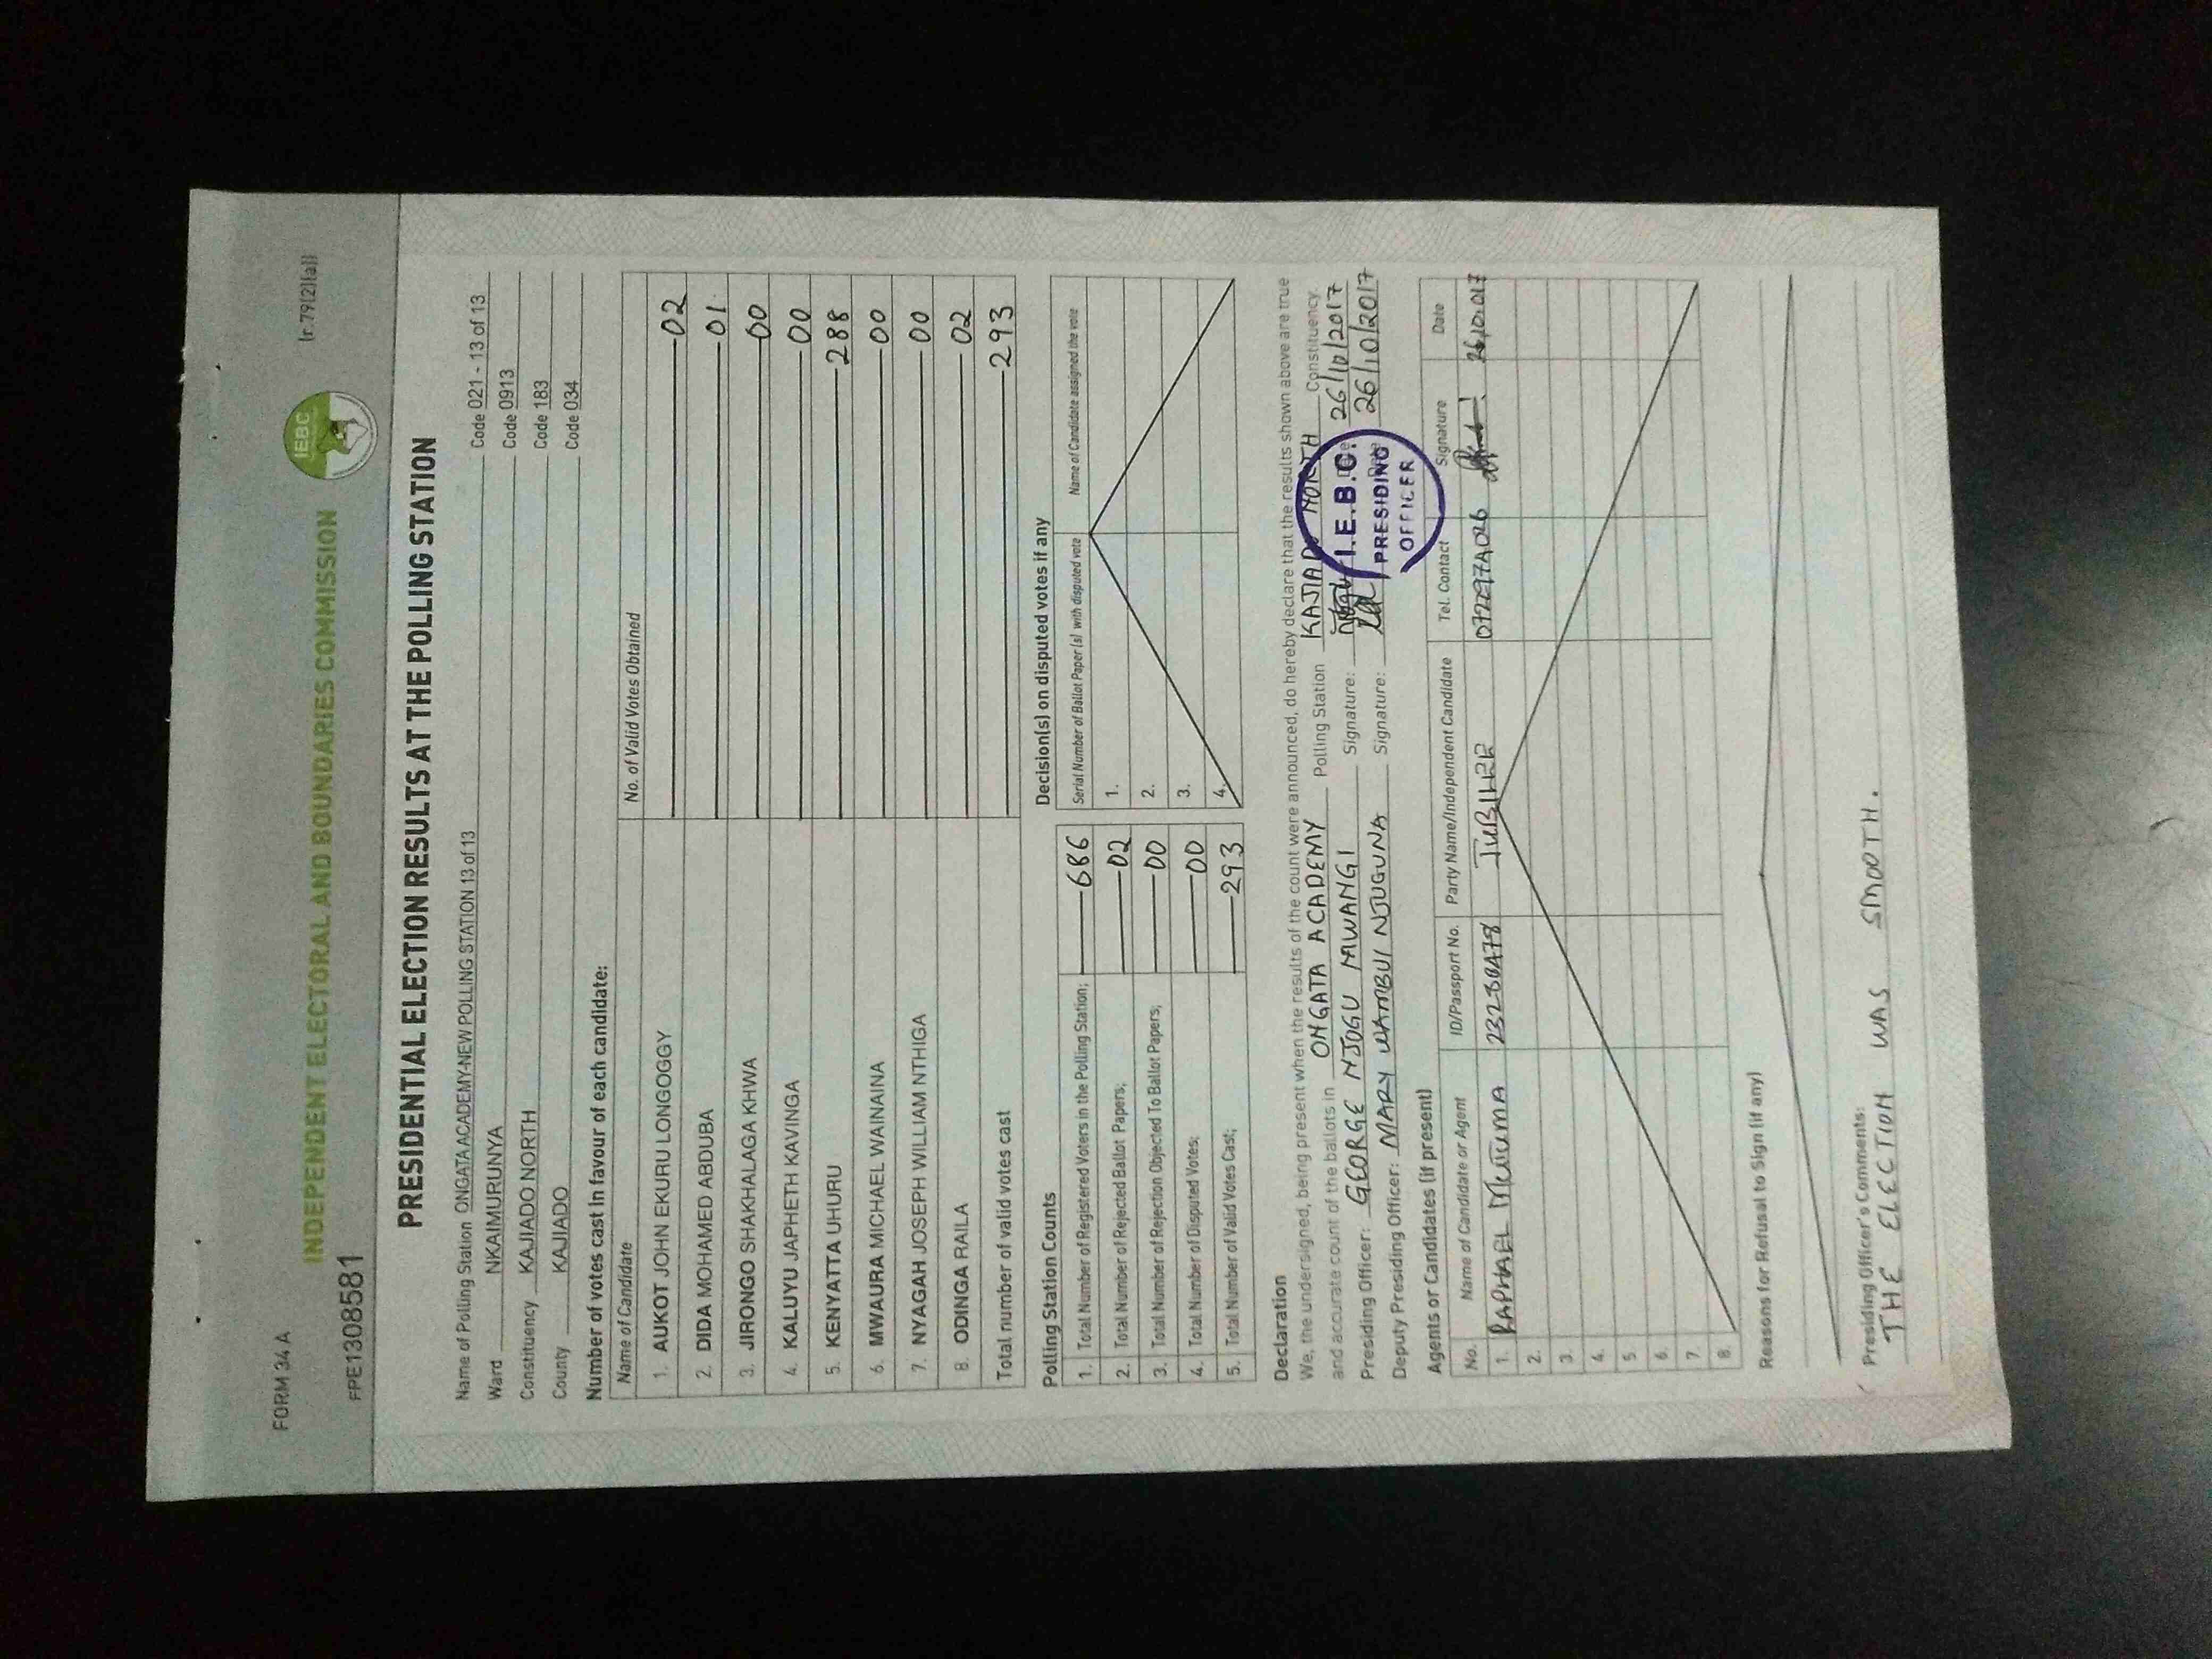 FORM 34 A
(r.79(2)(a))
INDEPENDENT ELECTORAL AND BOUNDARIES COMMISSION
IEBC
FPE1308581
PRESIDENTIAL ELECTION RESULTS AT THE POLLING STATION
Name of Polling Station ONGATA ACADEMY-NEW POLLING STATION 13 of 13 Code 021 - 13 of 13
Ward NKAIMURUNYA Code 0913
Constituency KAJIADO NORTH Code 183
County KAJIADO Code 034
Number of votes cast in favour of each candidate:
Name of Candidate No. of Valid Votes Obtained
1. AUKOT JOHN EKURU LONGOGGY 02
2. DIDA MOHAMED ABDUBA 01
3. JIRONGO SHAKHALAGA KHWA 00
4. KALUYU JAPHETH KAVINGA 00
5. KENYATTA UHURU 288
6. MWAURA MICHAEL WAINAINA 00
7. NYAGAH JOSEPH WILLIAM NTHIGA 00
8. ODINGA RAILA 02
Total number of valid votes cast 293
Polling Station Counts
1. Total Number of Registered Voters in the Polling Station; 686
2. Total Number of Rejected Ballot Papers; 02
3. Total Number of Rejection Objected To Ballot Papers; 00
4. Total Number of Disputed Votes; 00
5. Total Number of Valid Votes Cast; 293
Decision(s) on disputed votes if any
Serial Number of Ballot Paper (s) with disputed vote Name of Candidate assigned the vote
1.
2.
3.
4.
Declaration
We, the undersigned, being present when the results of the count were announced, do hereby declare that the results shown above are true
and accurate count of the ballots in ONGATA ACADEMY Polling Station KAJIADO NORTH Constituency.
Presiding Officer: GEORGE NJOGU MWANGI Signature: 26/10/2017
Deputy Presiding Officer: MARY WAMBUI NJUGUNA Signature: 26/10/2017
I.E.B.C.
PRESIDING
OFFICER
Agents or Candidates (if present)
No. Name of Candidate or Agent ID/Passport No. Party Name/Independent Candidate Tel. Contact Signature Date
1. RAPHAEL JUBILEE
2.
3.
4.
5.
6.
7.
8.
Reasons for Refusal to Sign (if any)
Presiding Officer's Comments:
THE ELECTION WAS SMOOTH.